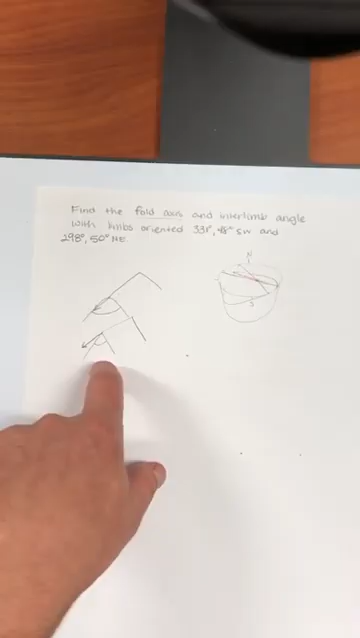 Find the fold axis and interlimb angle
with limbs oriented 331°, 48° SW and
298°, 50° NE.
N
S